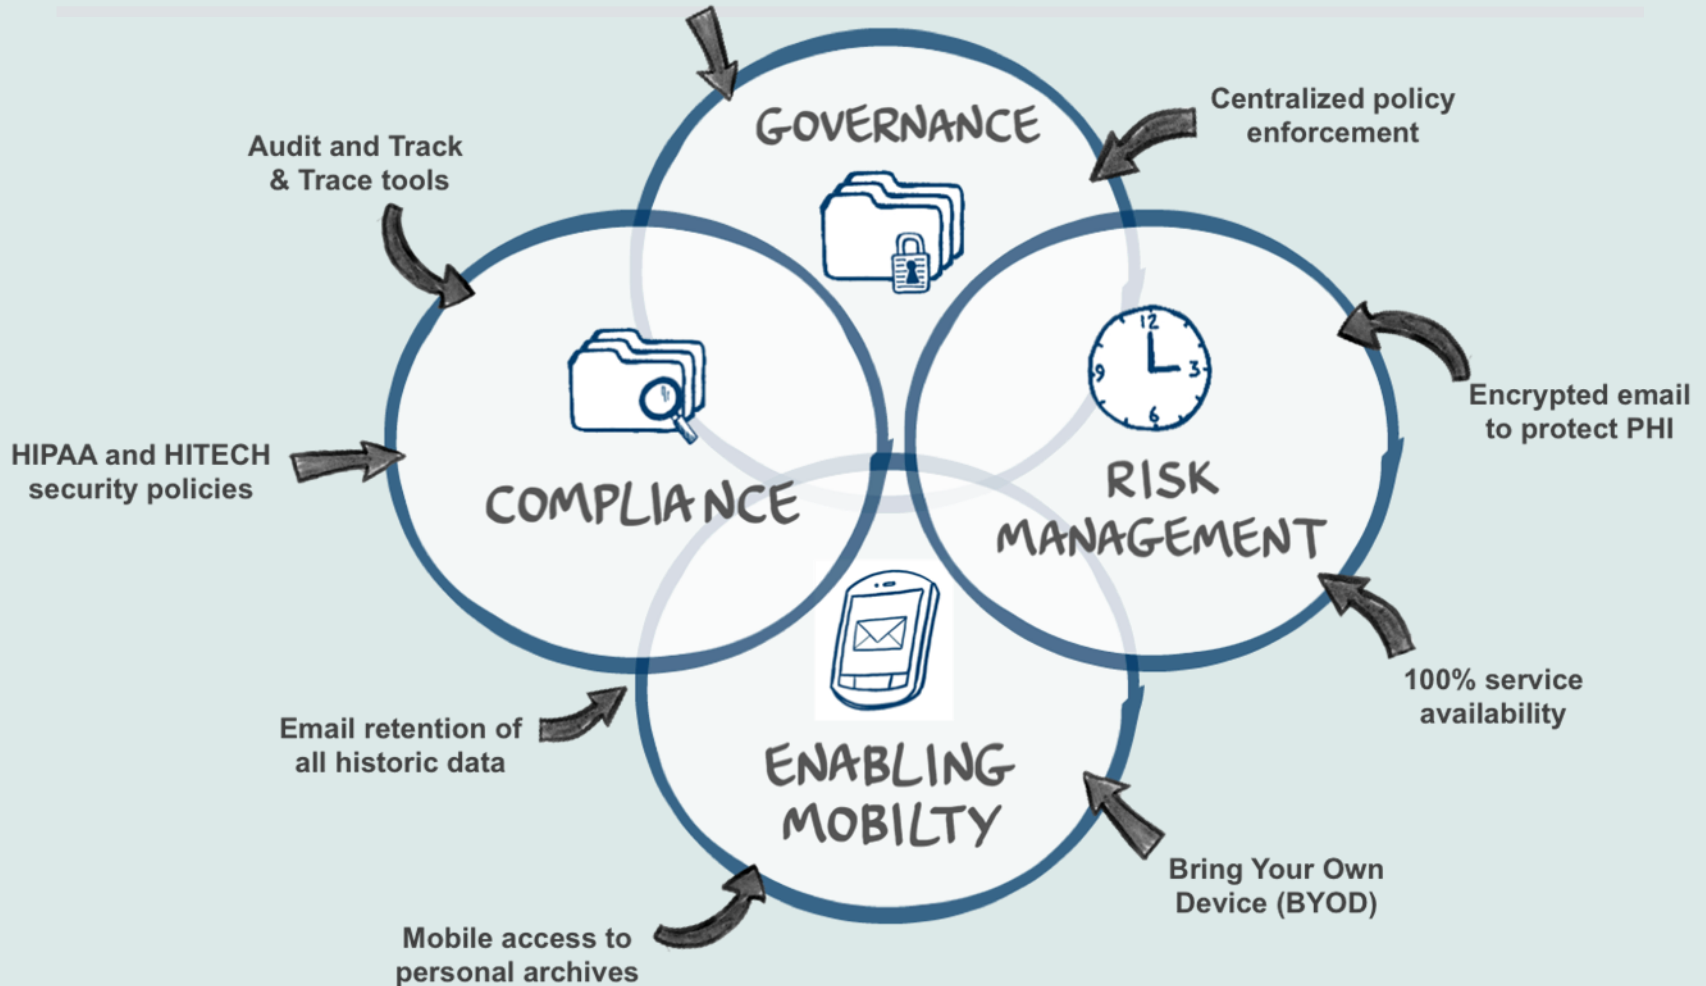 GOVERNANCE
Centralized policy
enforcement
Audit and Track
& Trace tools
12
3
6
9
Encrypted email
to protect PHI
HIPAA and HITECH
security policies
COMPLIANCE
RISK
MANAGEMENT
100% service
availability
Email retention of
all historic data
ENABLING
MOBILTY
Bring Your Own
Device (BYOD)
Mobile access to
personal archives